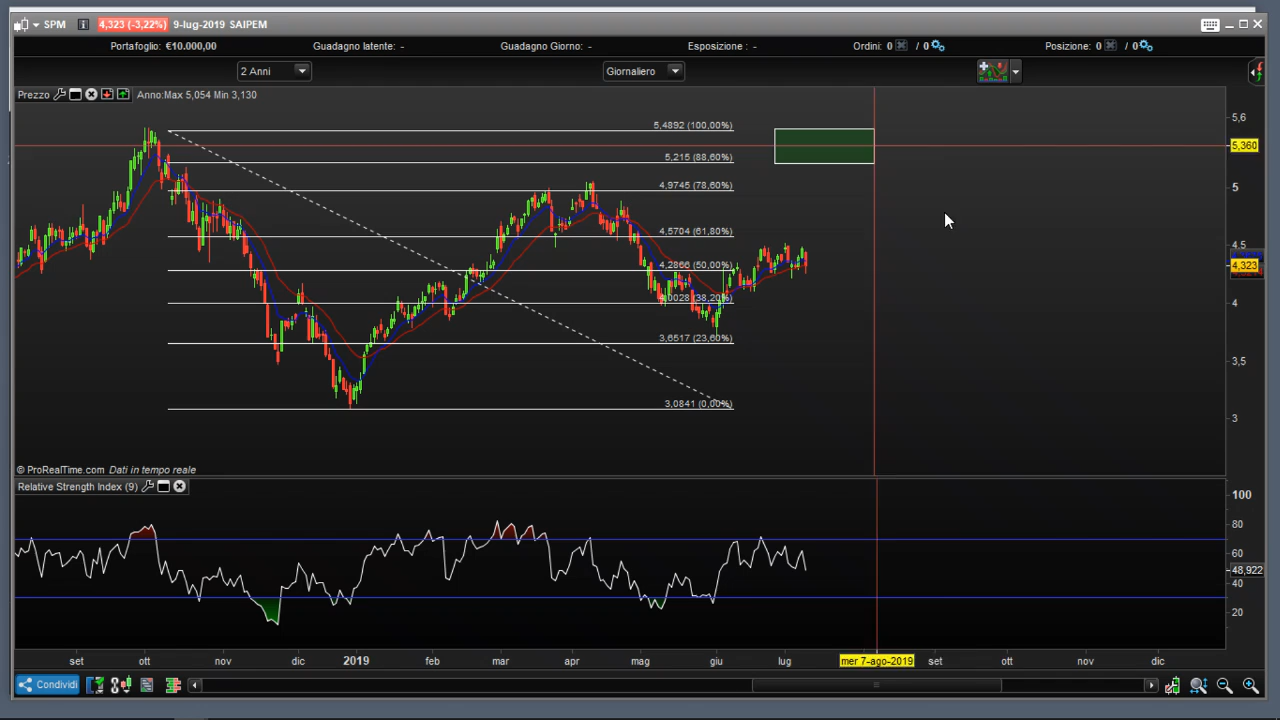 SPM 4,323 (-3,22%) 9-lug-2019 SAIPEM
Portafoglio: €10.000,00 Guadagno latente: - Guadagno Giorno: - Esposizione : - Ordini: 0 / 0 Posizione: 0 / 0
2 Anni Giornaliero
Prezzo Anno:Max 5,054 Min 3,130
5,6
5,4892 (100,00%)
5,360
5,215 (88,60%)
5
4,9745 (78,60%)
4,5704 (61,80%)
4,5
4,2866 (50,00%)
4,323
4,0028 (38,20%)
4
3,6517 (23,60%)
3,5
3,0841 (0,00%)
3
© ProRealTime.com Dati in tempo reale
Relative Strength Index (9)
100
80
60
48,922
40
20
set ott nov dic 2019 feb mar apr mag giu lug mer 7-ago-2019 set ott nov dic
Condividi